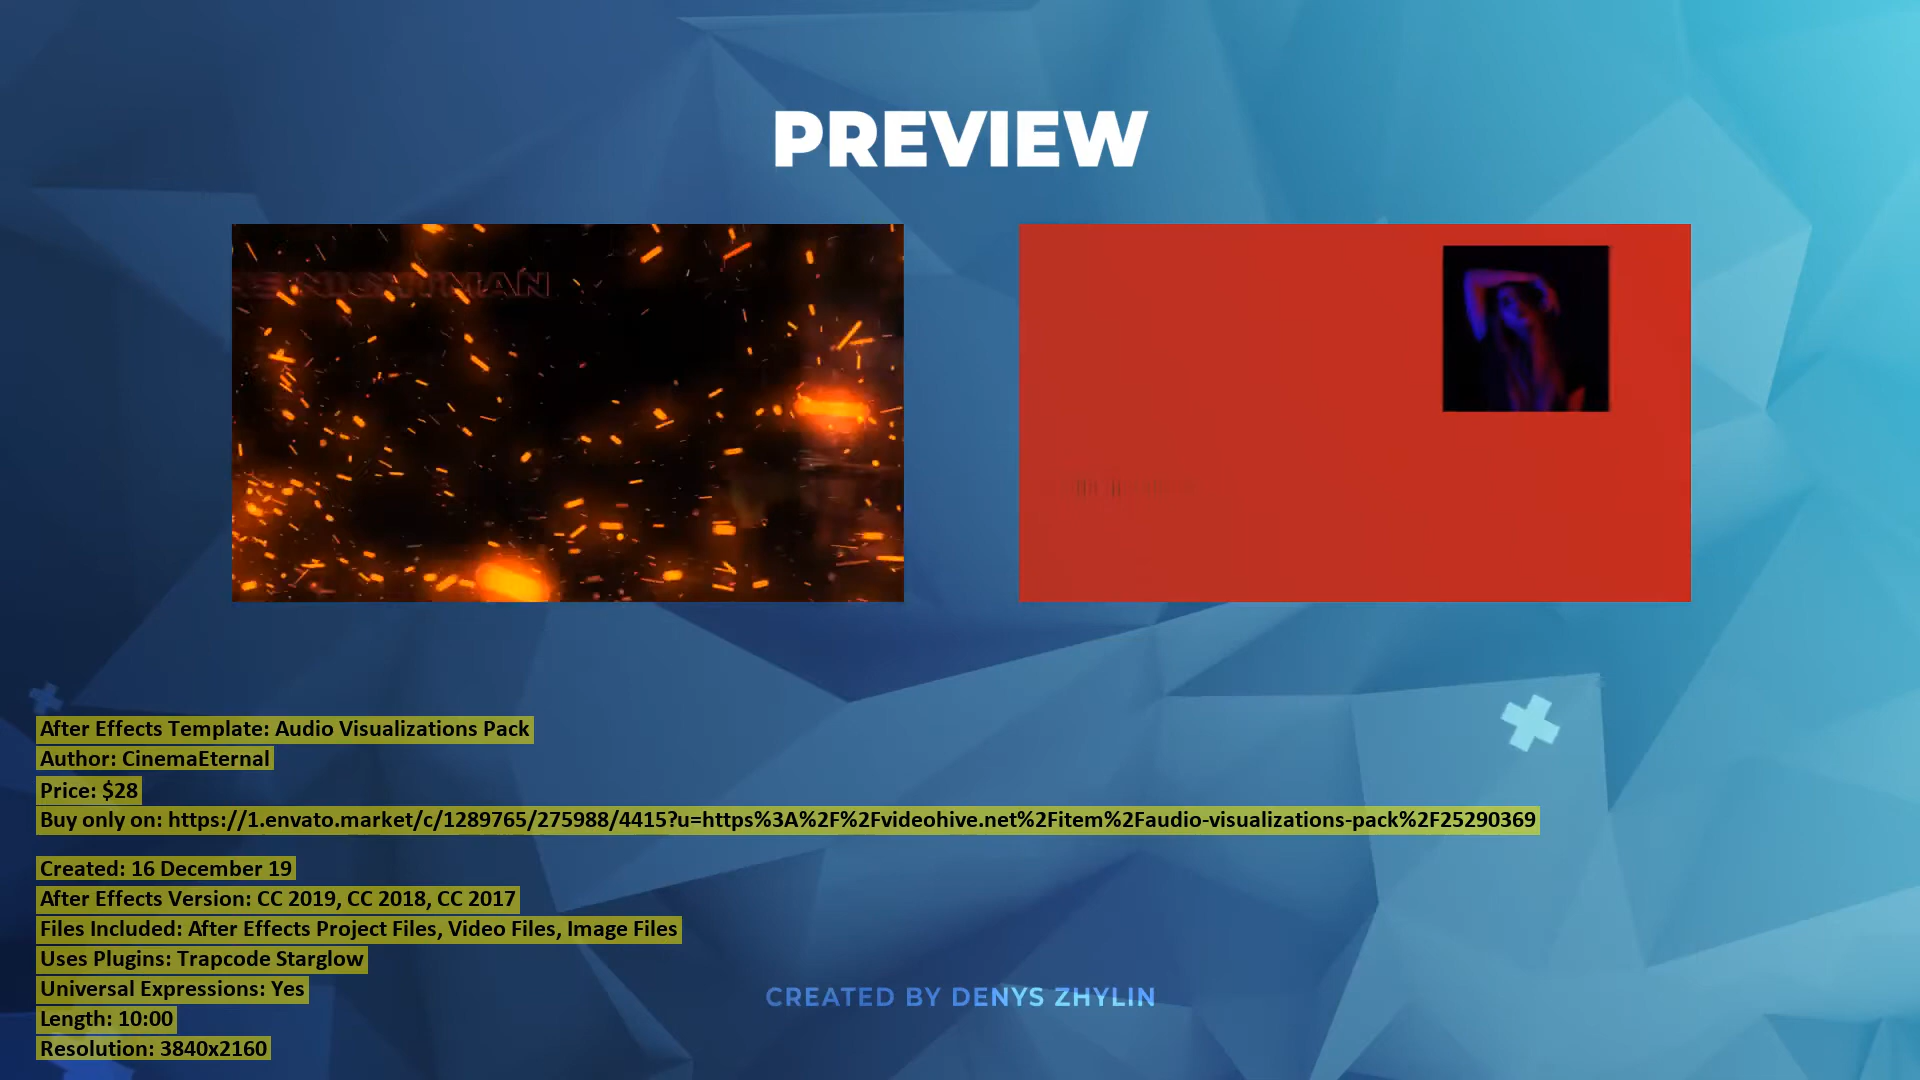 PREVIEW
After Effects Template: Audio Visualizations Pack
Author: CinemaEternal
Price: $28
Buy only on: https://1.envato.market/c/1289765/275988/4415?u=https%3A%2F%2Fvideohive.net%2Fitem%2Faudio-visualizations-pack%2F25290369
Created: 16 December 19
After Effects Version: CC 2019, CC 2018, CC 2017
Files Included: After Effects Project Files, Video Files, Image Files
Uses Plugins: Trapcode Starglow
Universal Expressions: Yes
Length: 10:00
Resolution: 3840x2160
CREATED BY DENYS ZHYLIN